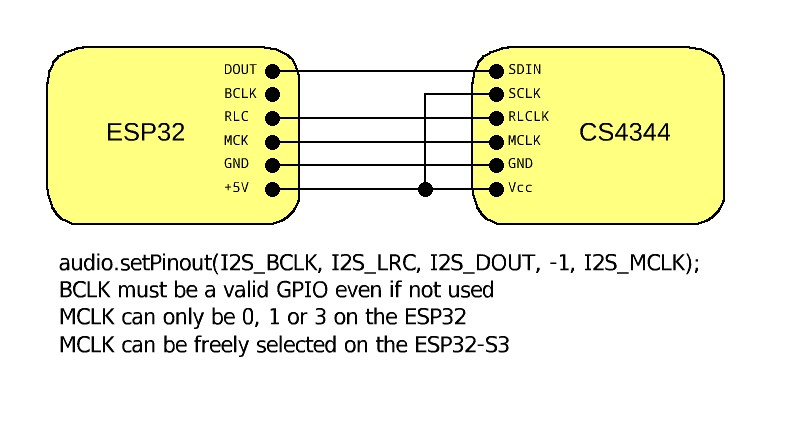 DOUT
BCLK
RLC
MCK
GND
+5V
ESP32
SDIN
SCLK
RLCLK
MCLK
GND
Vcc
CS4344
audio.setPinout(I2S_BCLK, I2S_LRC, I2S_DOUT, -1, I2S_MCLK);
BCLK must be a valid GPIO even if not used
MCLK can only be 0, 1 or 3 on the ESP32
MCLK can be freely selected on the ESP32-S3